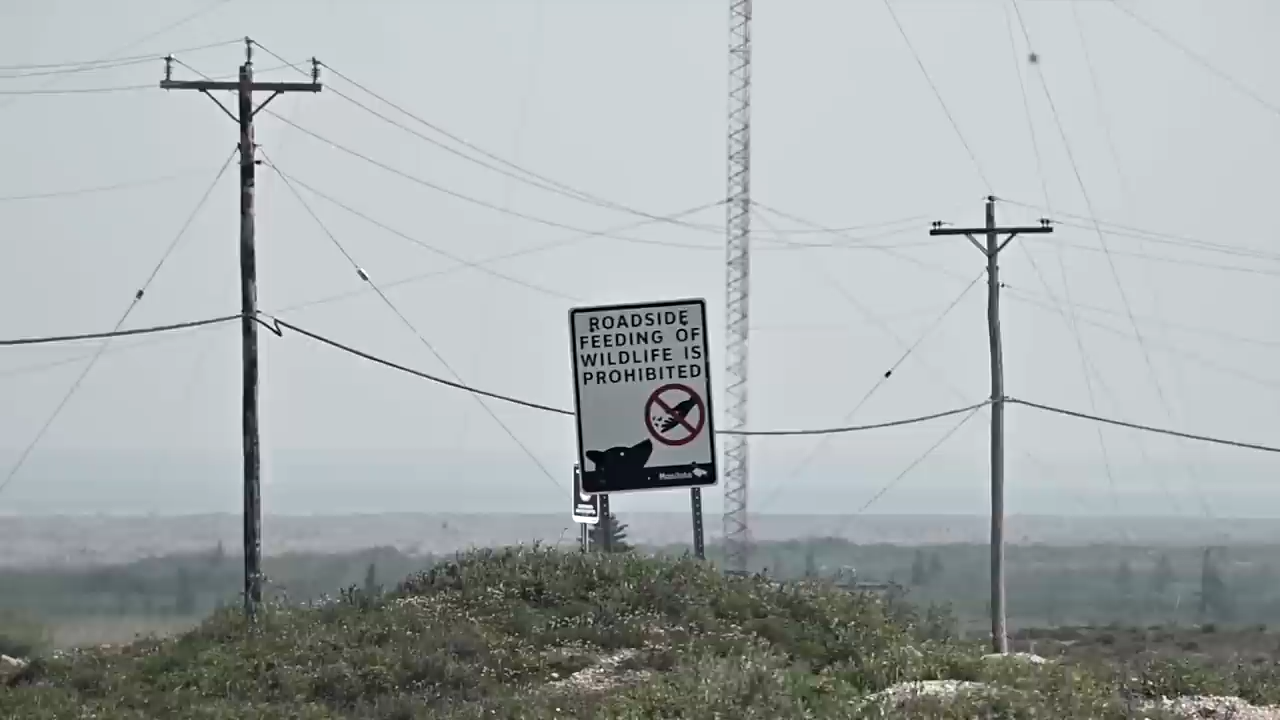 ROADSIDE
FEEDING OF
WILDLIFE IS
PROHIBITED
Manitoba